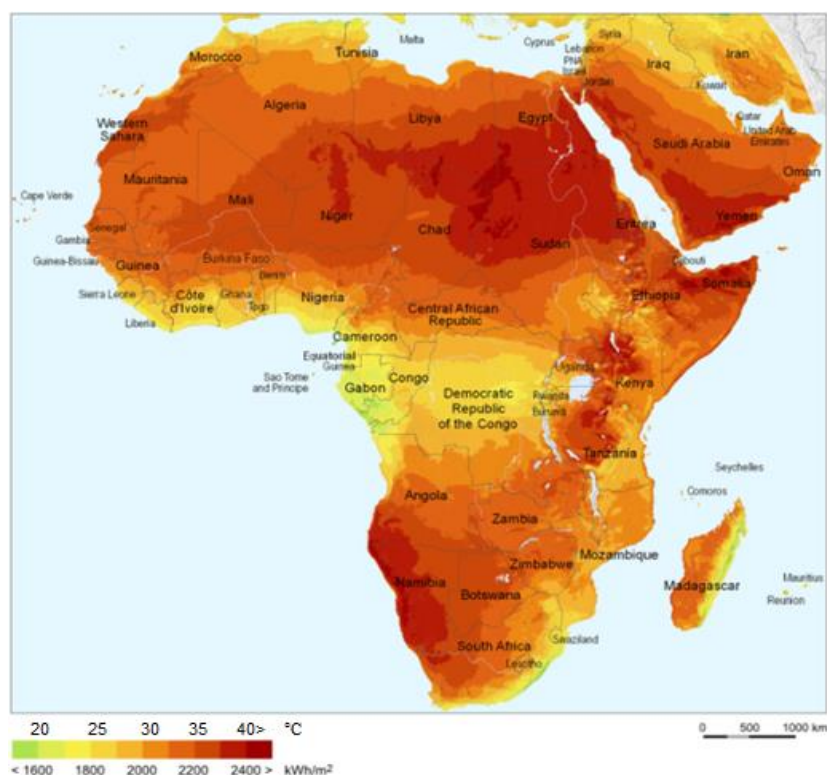 Malta
Cyprus
Syria
Lebanon
PNA
Israel
Jordan
Iraq
Iran
Kuwait
Morocco
Tunisia
Algeria
Libya
Egypt
Qatar
United Arab
Emirates
Saudi Arabia
Oman
Western
Sahara
Mauritania
Cape Verde
Mali
Niger
Chad
Sudan
Eritrea
Yemen
Senegal
Gambia
Guinea-Bissau
Guinea
Burkina Faso
Benin
Djibouti
Sierra Leone
Côte
d'Ivoire
Ghana
Togo
Nigeria
Central African
Republic
Ethiopia
Somalia
Liberia
Cameroon
Equatorial
Guinea
Sao Tome
and Principe
Gabon
Congo
Democratic
Republic
of the Congo
Uganda
Kenya
Rwanda
Burundi
Tanzania
Seychelles
Comoros
Angola
Zambia
Mozambique
Zimbabwe
Madagascar
Mauritius
Reunion
Namibia
Botswana
South Africa
Swaziland
Lesotho
20 25 30 35 40> °C
< 1600 1800 2000 2200 2400 > kWh/m²
0 500 1000 km